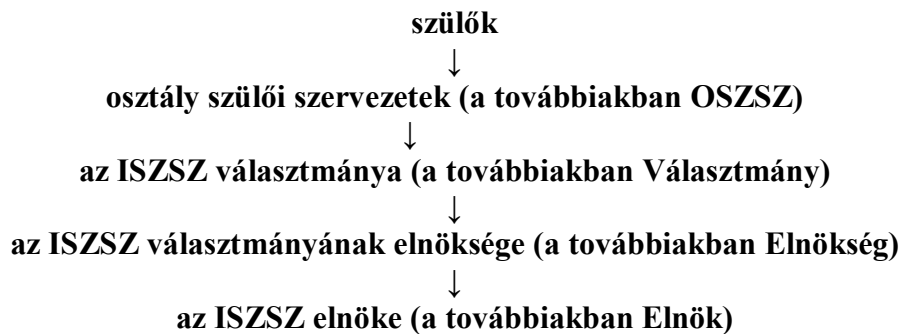 szülők
↓
osztály szülői szervezetek (a továbbiakban OSZSZ)
↓
az ISZSZ választmánya (a továbbiakban Választmány)
↓
az ISZSZ választmányának elnöksége (a továbbiakban Elnökség)
↓
az ISZSZ elnöke (a továbbiakban Elnök)